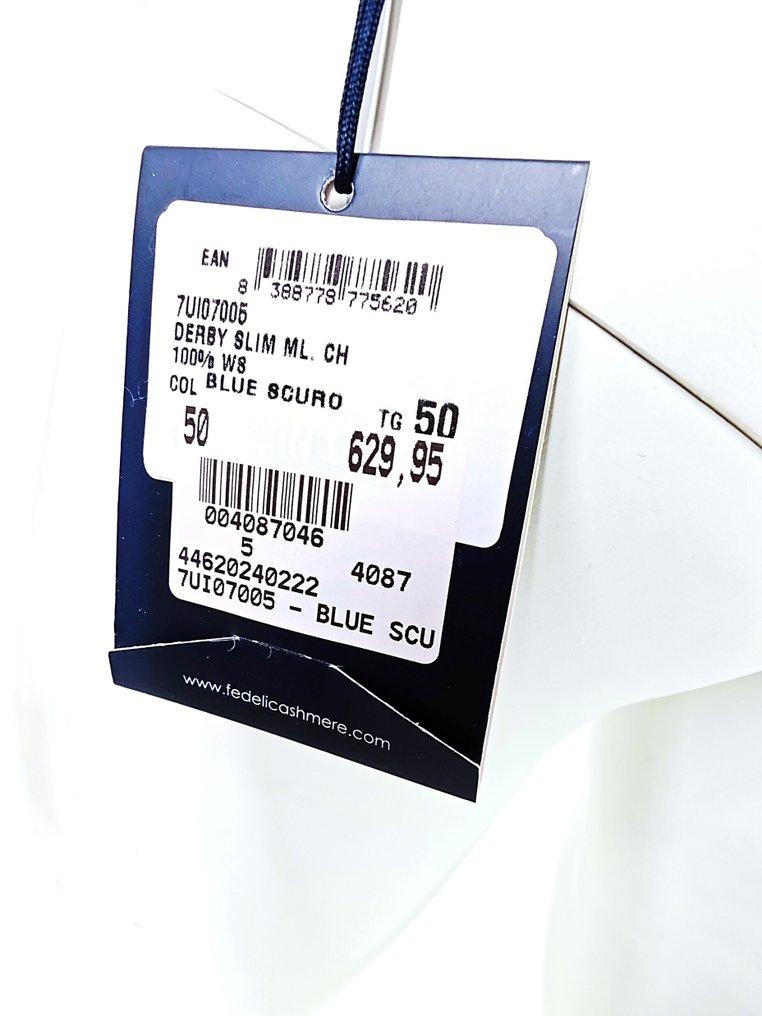 EAN
8 388778 775620
7UI07005
DERBY SLIM ML. CH
100% WS
COL BLUE SCURO TG 50
50 629,95
004087046
5
44620240222 4087
7UI07005 - BLUE SCU
www.fedelicashmere.com